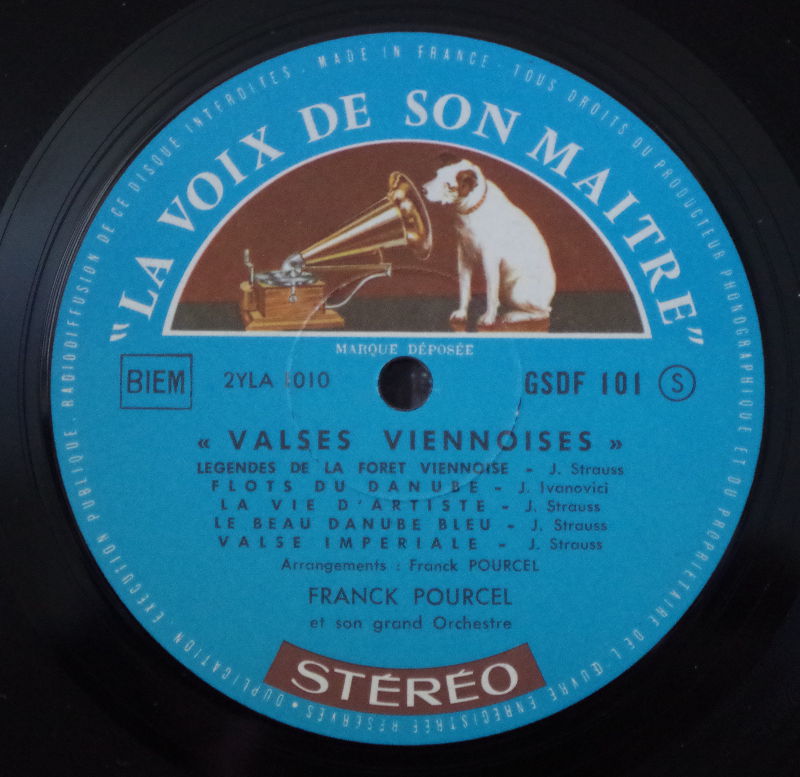 MADE IN FRANCE · TOUS DROITS DU PRODUCTEUR PHONOGRAPHIQUE ET DU PROPRIETAIRE DE L'ŒUVRE ENREGISTREE RÉSERVÉS · DUPLICATION · EXÉCUTION PUBLIQUE · RADIODIFFUSION DE CE DISQUE INTERDITES ·
"LA VOIX DE SON MAITRE"
MARQUE DÉPOSÉE
BIEM 2YLA 1010 GSDF 101 S
« VALSES VIENNOISES »
LEGENDES DE LA FORET VIENNOISE - J. Strauss
FLOTS DU DANUBE - J. Ivanovici
LA VIE D'ARTISTE - J. Strauss
LE BEAU DANUBE BLEU - J. Strauss
VALSE IMPERIALE - J. Strauss
Arrangements : Franck POURCEL
FRANCK POURCEL
et son grand Orchestre
STÉRÉO